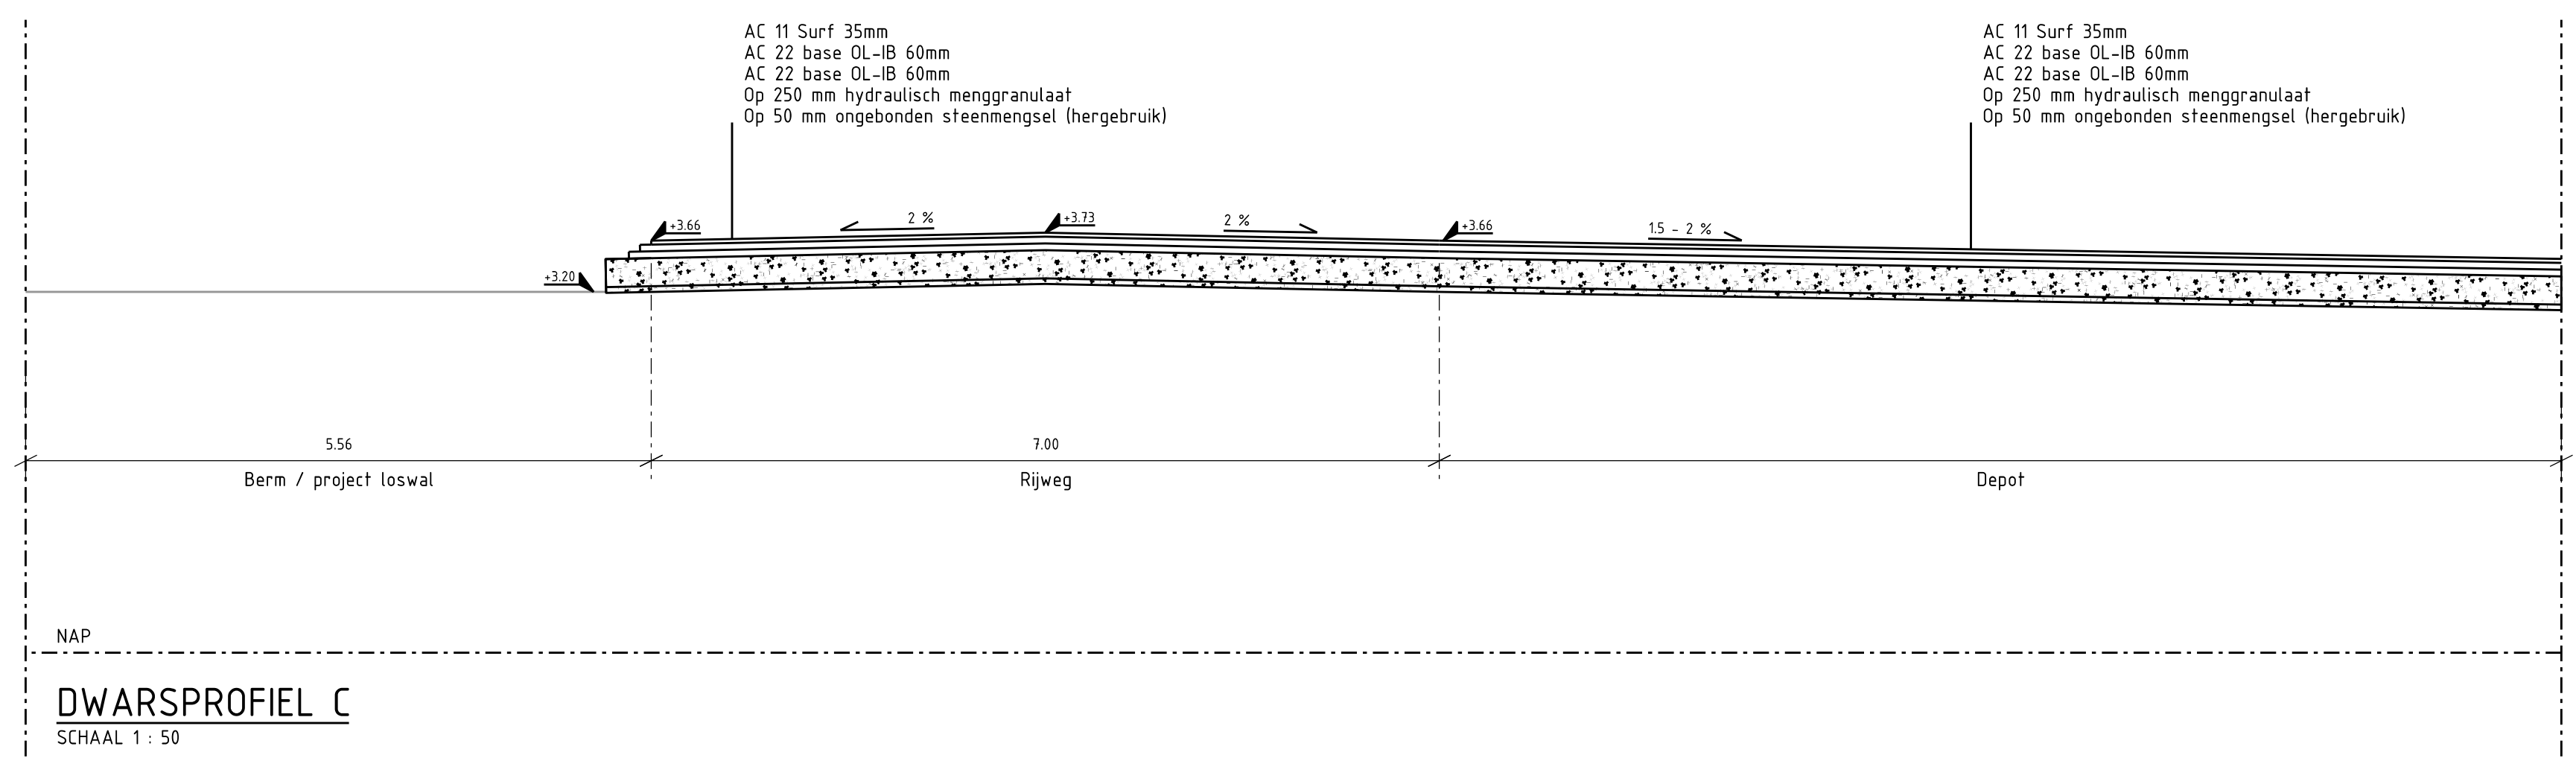 AC 11 Surf 35mm
AC 22 base OL-IB 60mm
AC 22 base OL-IB 60mm
Op 250 mm hydraulisch menggranulaat
Op 50 mm ongebonden steenmengsel (hergebruik)
AC 11 Surf 35mm
AC 22 base OL-IB 60mm
AC 22 base OL-IB 60mm
Op 250 mm hydraulisch menggranulaat
Op 50 mm ongebonden steenmengsel (hergebruik)
+3.66
2 %
+3.73
2 %
+3.66
1.5 - 2 %
+3.20
5.56
7.00
Berm / project loswal
Rijweg
Depot
NAP
DWARSPROFIEL C
SCHAAL 1 : 50